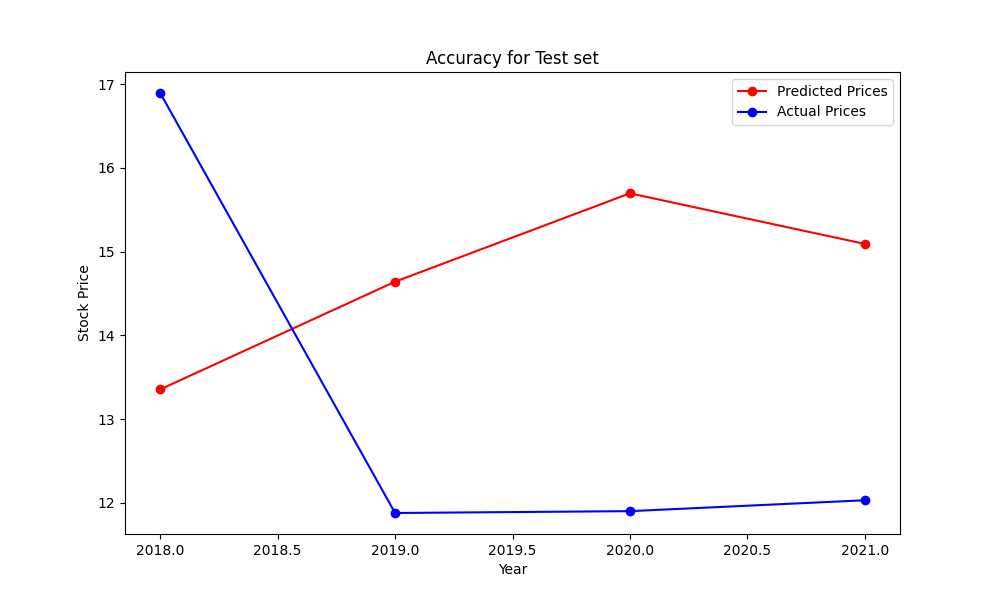 Accuracy for Test set
Predicted Prices
Actual Prices
17
16
15
14
13
12
Stock Price
2018.0 2018.5 2019.0 2019.5 2020.0 2020.5 2021.0
Year